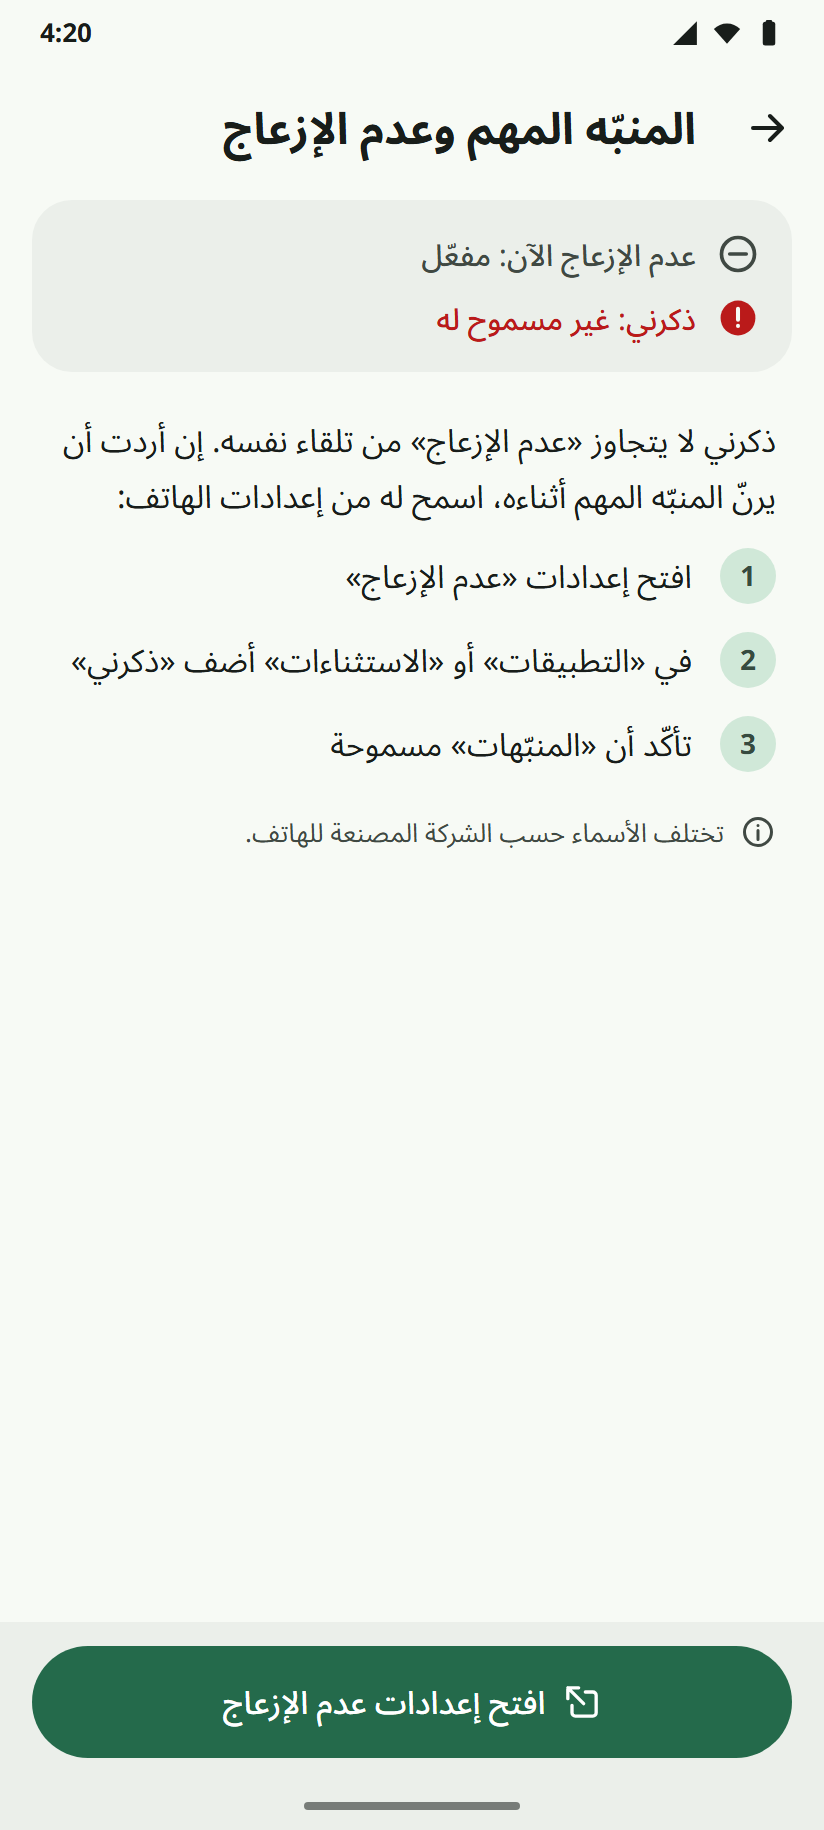 4:20
المنبّه المهم وعدم الإزعاج
عدم الإزعاج الآن: مفعّل
ذكرني: غير مسموح له
ذكرني لا يتجاوز «عدم الإزعاج» من تلقاء نفسه. إن أردت أن
يرنّ المنبّه المهم أثناءه، اسمح له من إعدادات الهاتف:
1 افتح إعدادات «عدم الإزعاج»
2 في «التطبيقات» أو «الاستثناءات» أضف «ذكرني»
3 تأكّد أن «المنبّهات» مسموحة
تختلف الأسماء حسب الشركة المصنعة للهاتف.
افتح إعدادات عدم الإزعاج